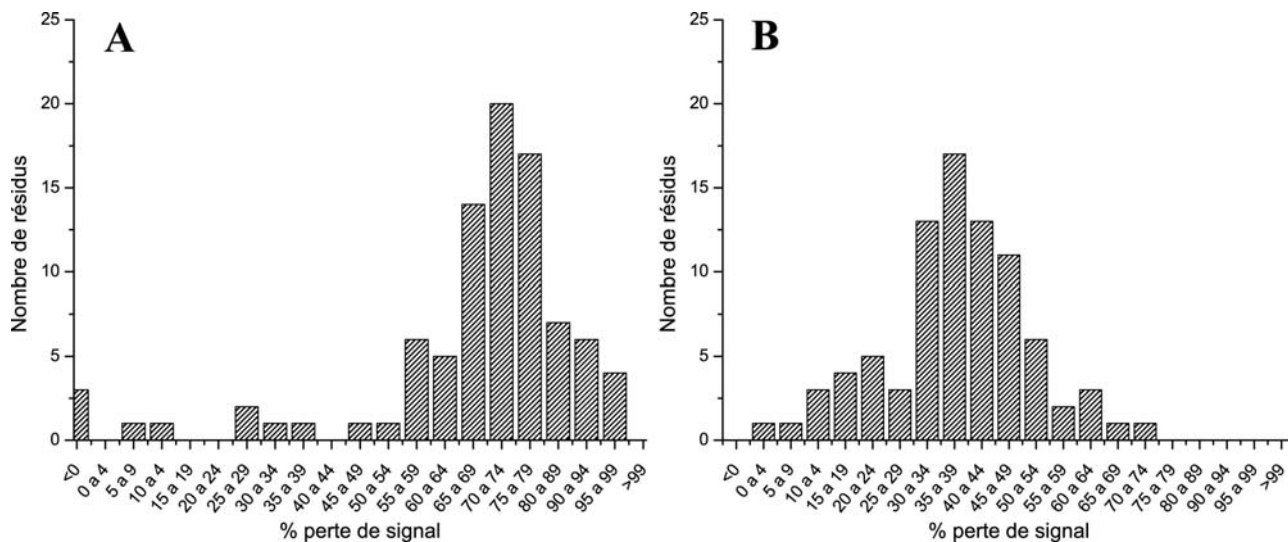 A
25
20
15
10
5
0
Nombre de résidus
<0
0 a 4
5 a 9
10 a 4
15 a 19
20 a 24
25 a 29
30 a 34
35 a 39
40 a 44
45 a 49
50 a 54
55 a 59
60 a 64
65 a 69
70 a 74
75 a 79
80 a 89
90 a 94
95 a 99
>99
% perte de signal
B
25
20
15
10
5
0
Nombre de résidus
<0
0 a 4
5 a 9
10 a 4
15 a 19
20 a 24
25 a 29
30 a 34
35 a 39
40 a 44
45 a 49
50 a 54
55 a 59
60 a 64
65 a 69
70 a 74
75 a 79
80 a 89
90 a 94
95 a 99
>99
% perte de signal